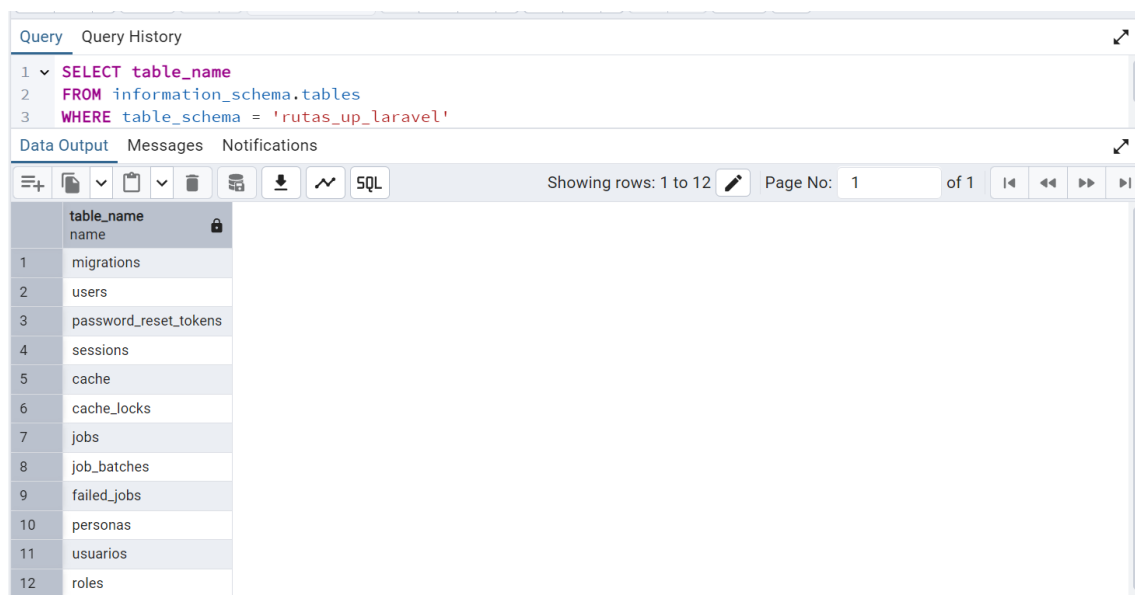 Query Query History
1 SELECT table_name
2 FROM information_schema.tables
3 WHERE table_schema = 'rutas_up_laravel'
Data Output Messages Notifications
SQL Showing rows: 1 to 12 Page No: 1 of 1
table_name
name
1 migrations
2 users
3 password_reset_tokens
4 sessions
5 cache
6 cache_locks
7 jobs
8 job_batches
9 failed_jobs
10 personas
11 usuarios
12 roles